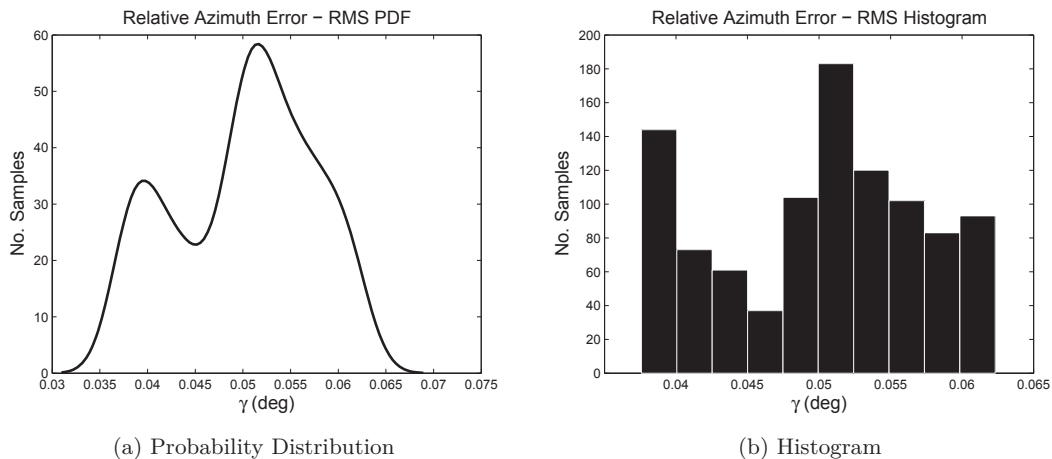 Relative Azimuth Error − RMS PDF
60
50
40
30
20
10
0
No. Samples
0.03 0.035 0.04 0.045 0.05 0.055 0.06 0.065 0.07 0.075
γ (deg)
(a) Probability Distribution
Relative Azimuth Error − RMS Histogram
200
180
160
140
120
100
80
60
40
20
0
No. Samples
0.04 0.045 0.05 0.055 0.06 0.065
γ (deg)
(b) Histogram